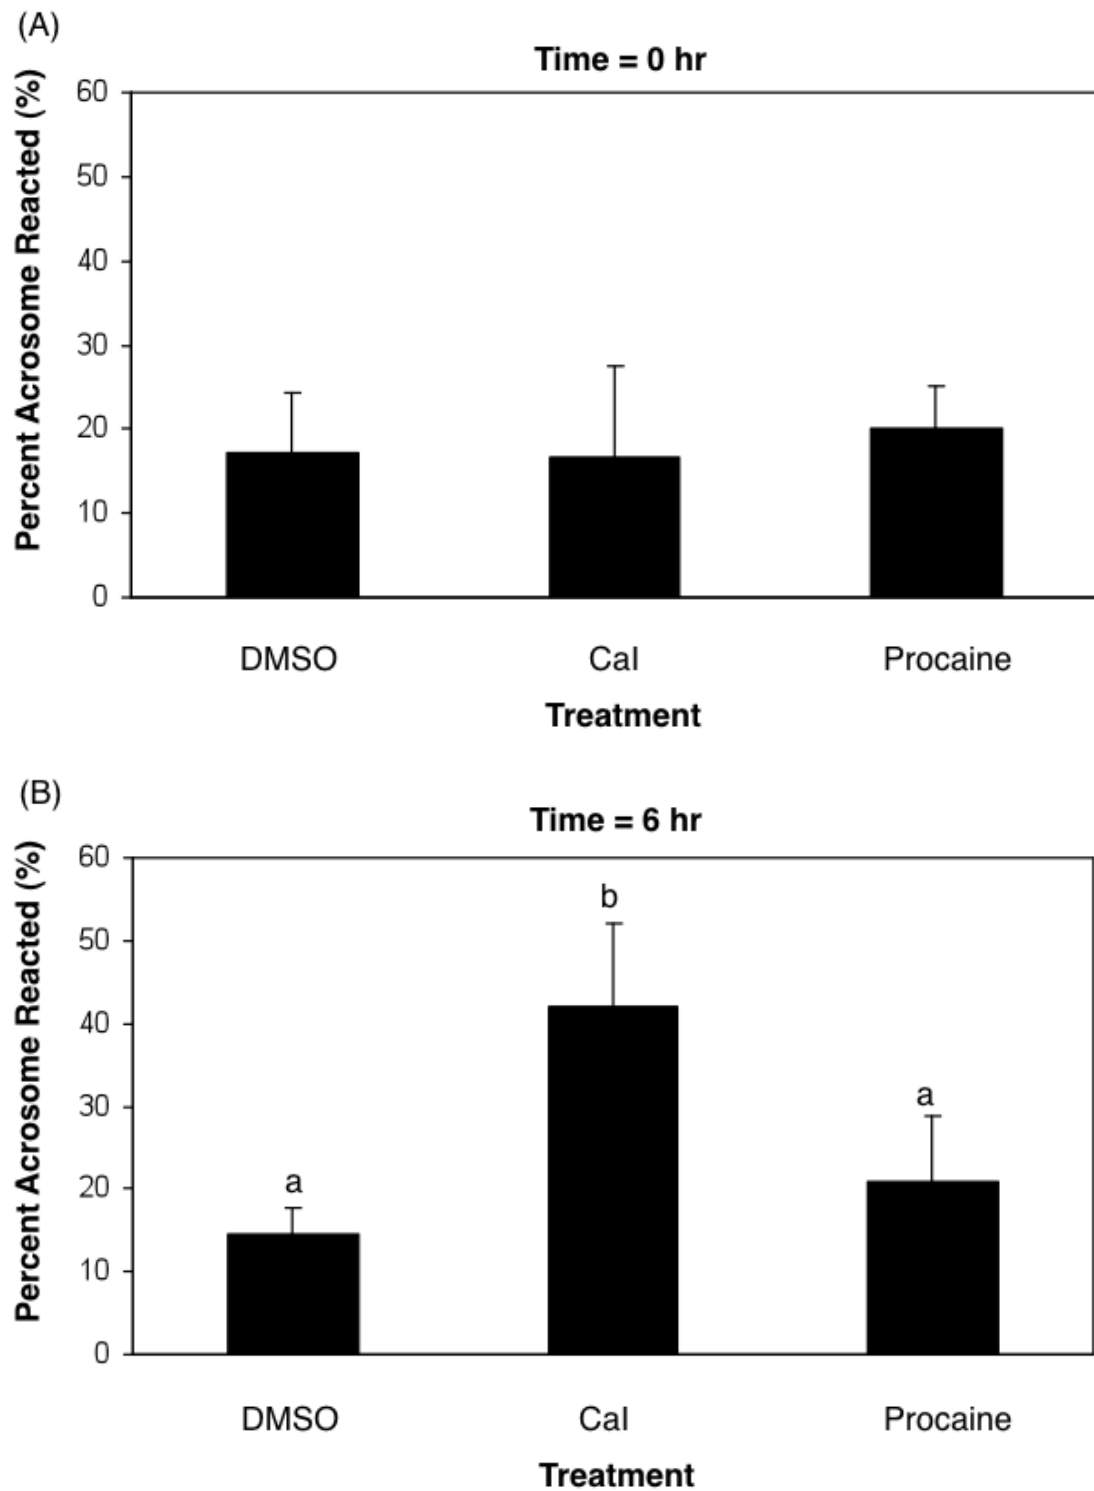 (A)
Time = 0 hr
Percent Acrosome Reacted (%)
60
50
40
30
20
10
0
DMSO Cal Procaine
Treatment
(B)
Time = 6 hr
Percent Acrosome Reacted (%)
60
50
40
30
20
10
0
b
a
a
DMSO Cal Procaine
Treatment